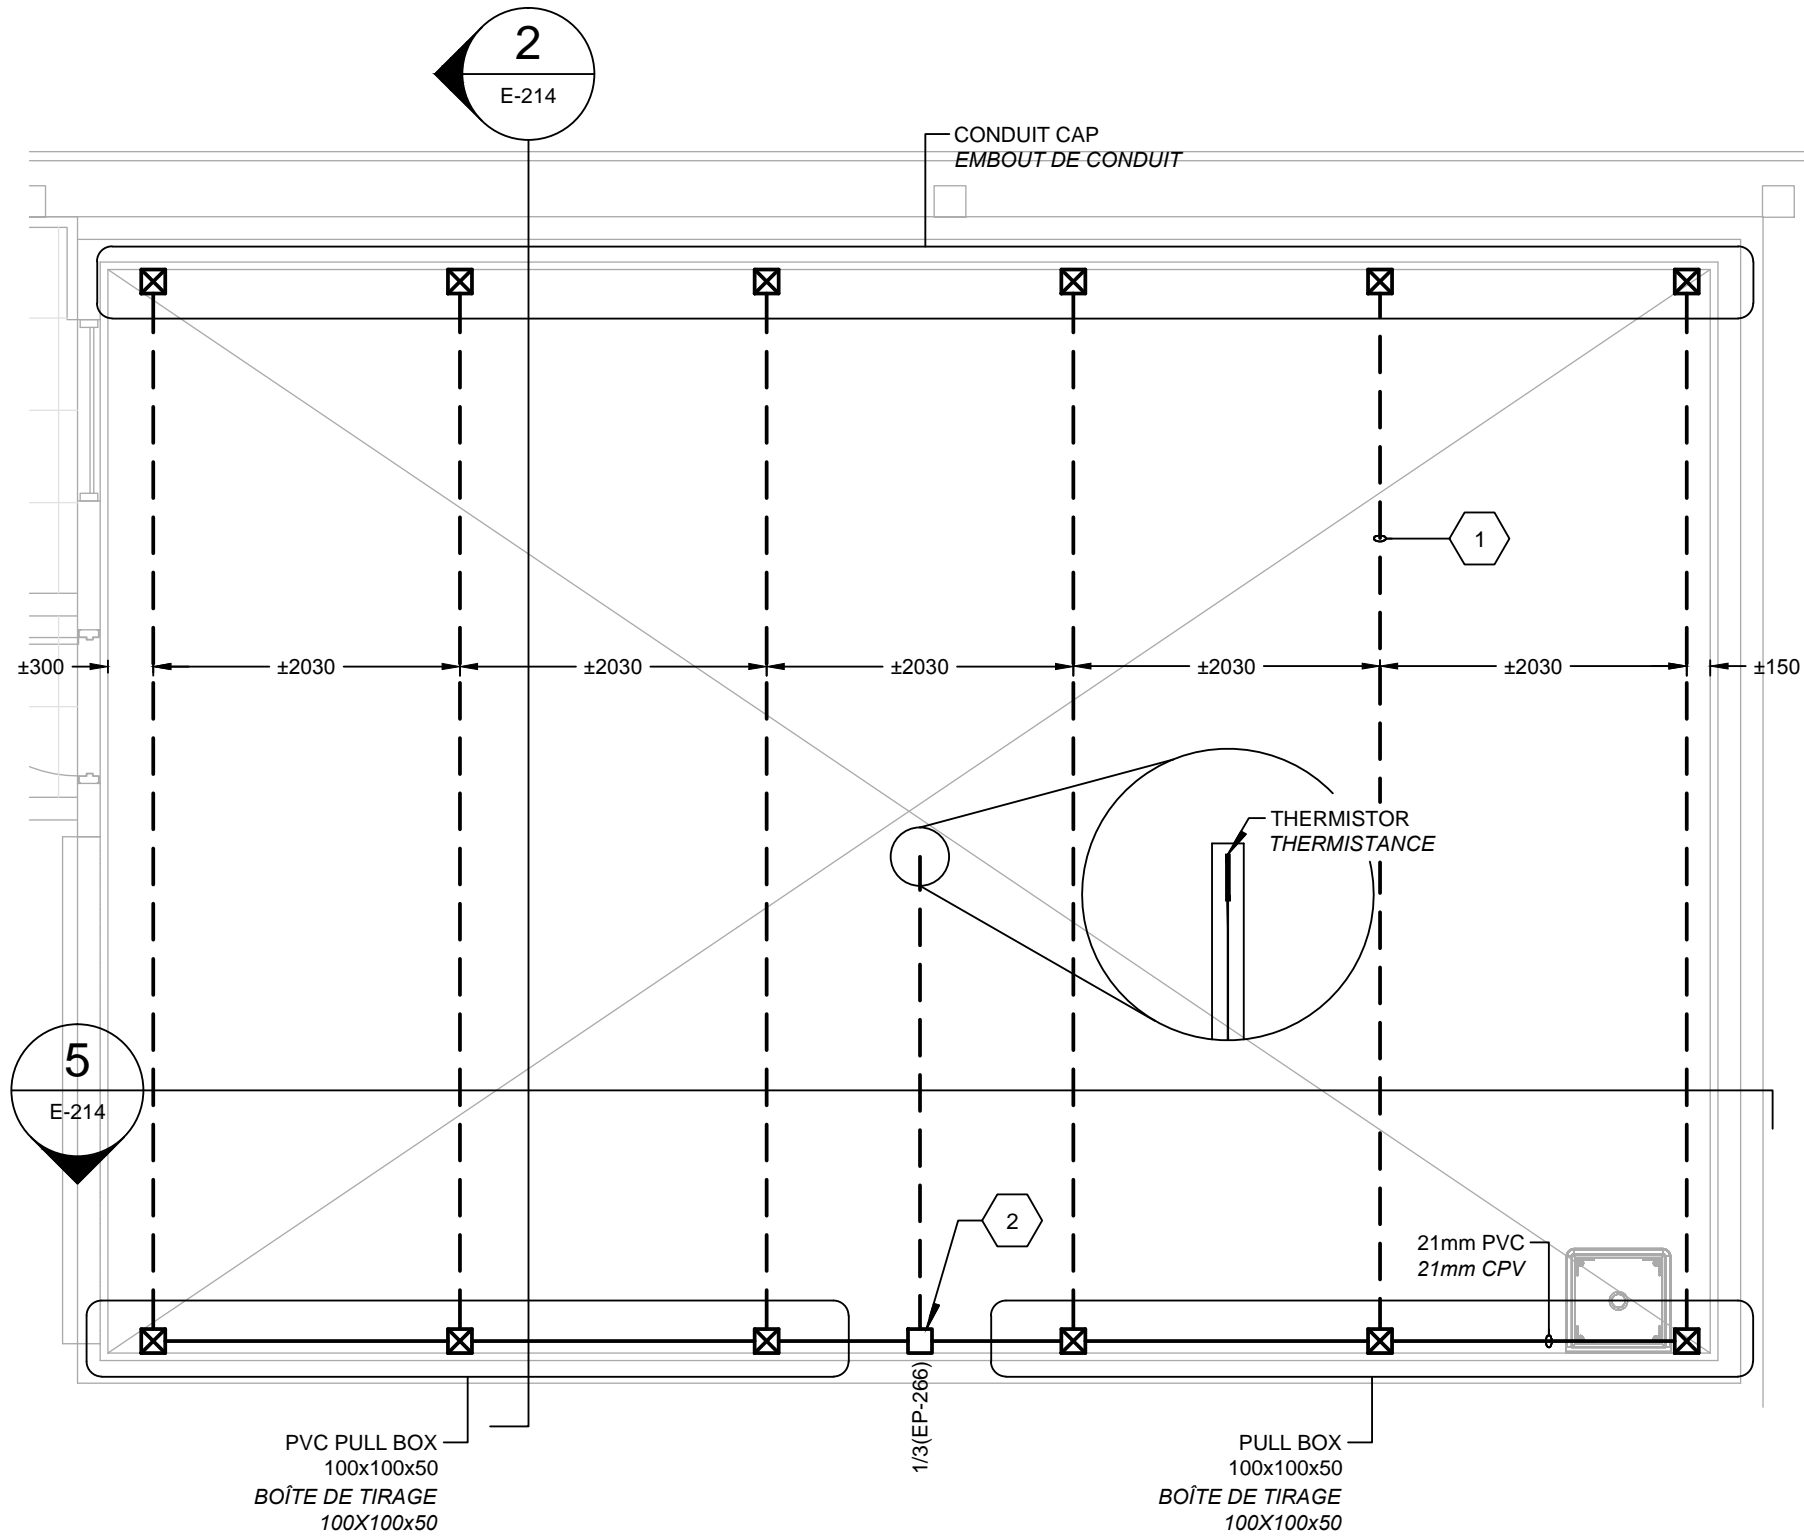 2
E-214
CONDUIT CAP
EMBOUT DE CONDUIT
1
±300
±2030
±2030
±2030
±2030
±2030
±150
THERMISTOR
THERMISTANCE
5
E-214
2
21mm PVC
21mm CPV
1/3(EP-266)
PVC PULL BOX
100x100x50
BOÎTE DE TIRAGE
100X100x50
PULL BOX
100x100x50
BOÎTE DE TIRAGE
100X100x50